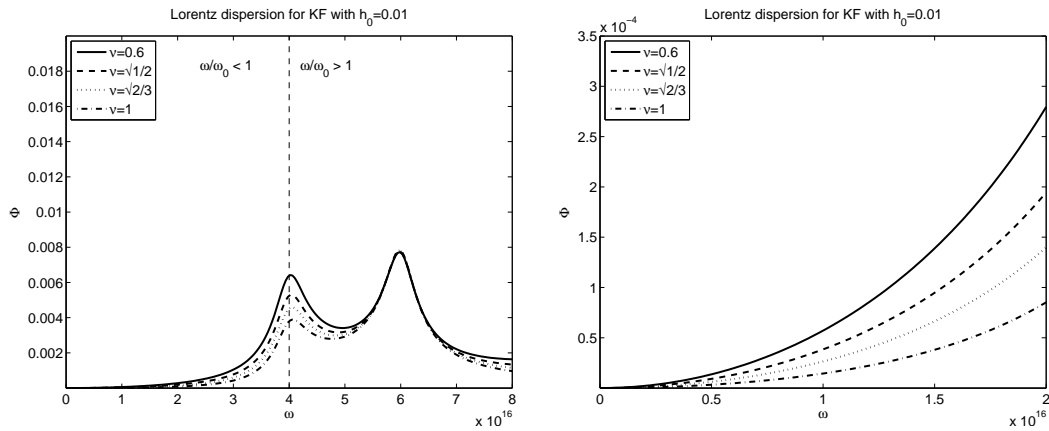 Lorentz dispersion for KF with h₀=0.01
0.018
0.016
0.014
0.012
0.01
0.008
0.006
0.004
0.002
Φ
ν=0.6
ν=√1/2
ν=√2/3
ν=1
ω/ω₀ < 1
ω/ω₀ > 1
0 1 2 3 4 5 6 7 8
ω
x 10¹⁶
Lorentz dispersion for KF with h₀=0.01
x 10⁻⁴
3.5
3
2.5
2
1.5
1
0.5
Φ
ν=0.6
ν=√1/2
ν=√2/3
ν=1
0 0.5 1 1.5 2
ω
x 10¹⁶